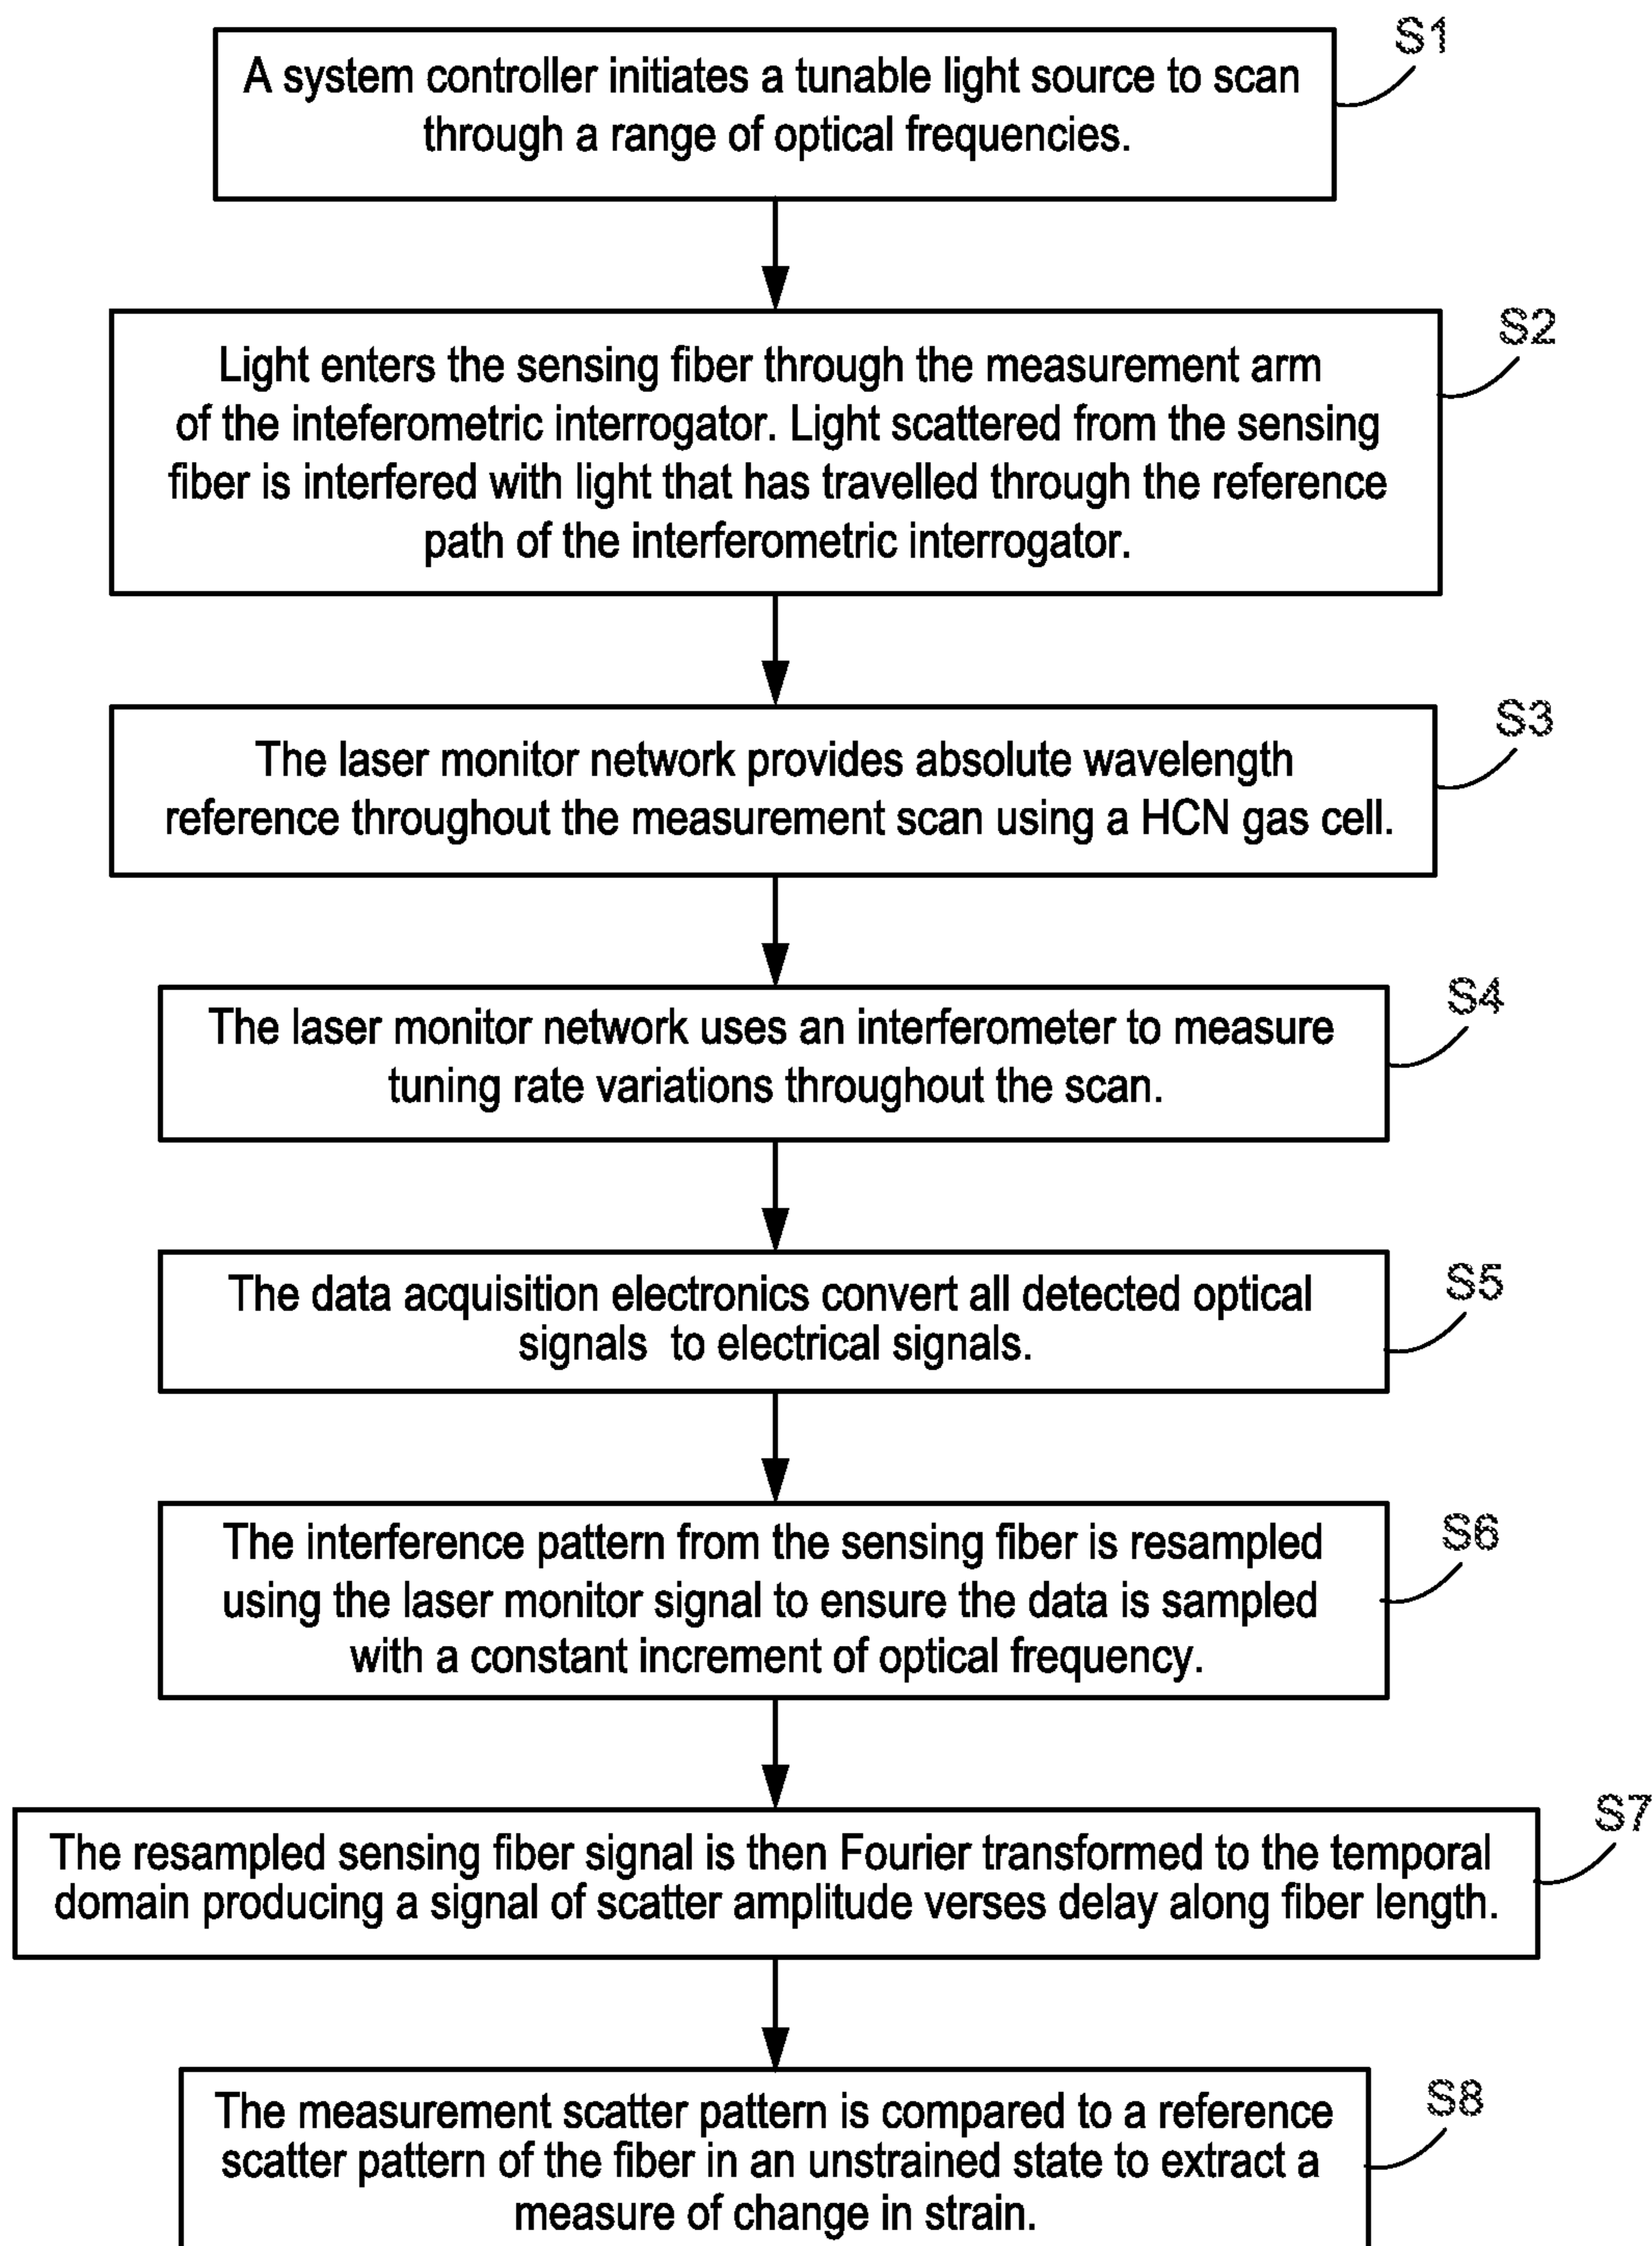 S1
A system controller initiates a tunable light source to scan
through a range of optical frequencies.
S2
Light enters the sensing fiber through the measurement arm
of the inteferometric interrogator. Light scattered from the sensing
fiber is interfered with light that has travelled through the reference
path of the interferometric interrogator.
S3
The laser monitor network provides absolute wavelength
reference throughout the measurement scan using a HCN gas cell.
S4
The laser monitor network uses an interferometer to measure
tuning rate variations throughout the scan.
S5
The data acquisition electronics convert all detected optical
signals to electrical signals.
S6
The interference pattern from the sensing fiber is resampled
using the laser monitor signal to ensure the data is sampled
with a constant increment of optical frequency.
S7
The resampled sensing fiber signal is then Fourier transformed to the temporal
domain producing a signal of scatter amplitude verses delay along fiber length.
S8
The measurement scatter pattern is compared to a reference
scatter pattern of the fiber in an unstrained state to extract a
measure of change in strain.